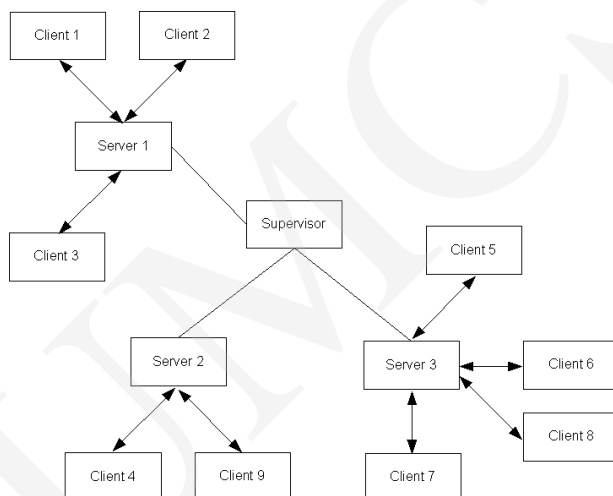 Client 1
Client 2
Server 1
Client 3
Supervisor
Client 5
Server 2
Server 3
Client 6
Client 8
Client 4
Client 9
Client 7
UMCS